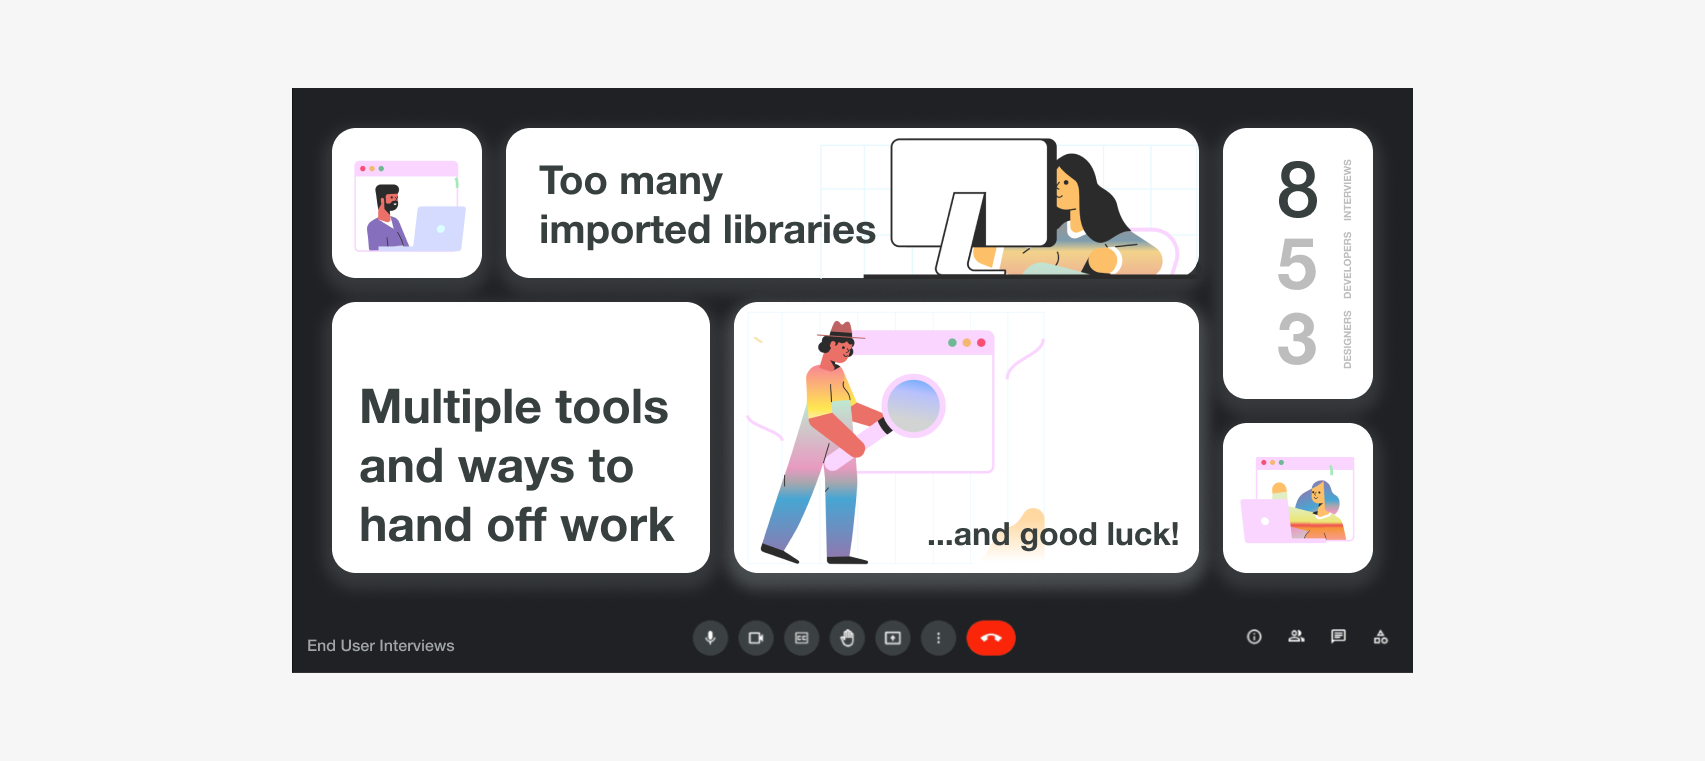 Too many
imported libraries
8 INTERVIEWS
5 DEVELOPERS
3 DESIGNERS
Multiple tools
and ways to
hand off work
...and good luck!
End User Interviews
CC